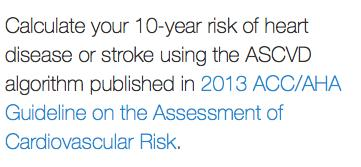 Calculate your 10-year risk of heart
disease or stroke using the ASCVD
algorithm published in 2013 ACC/AHA
Guideline on the Assessment of
Cardiovascular Risk.